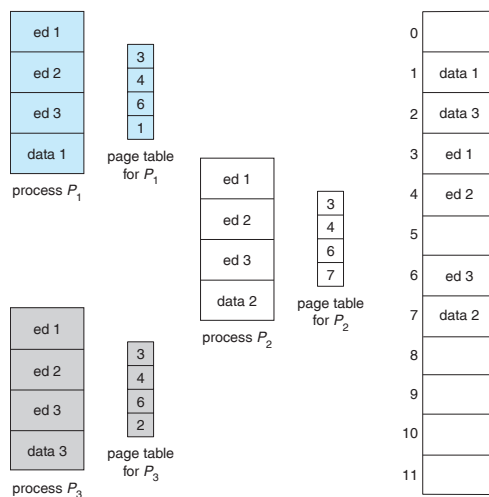 ed 1
ed 2
ed 3
data 1
process P1
3
4
6
1
page table
for P1
ed 1
ed 2
ed 3
data 2
process P2
3
4
6
7
page table
for P2
ed 1
ed 2
ed 3
data 3
process P3
3
4
6
2
page table
for P3
0
1 data 1
2 data 3
3 ed 1
4 ed 2
5
6 ed 3
7 data 2
8
9
10
11